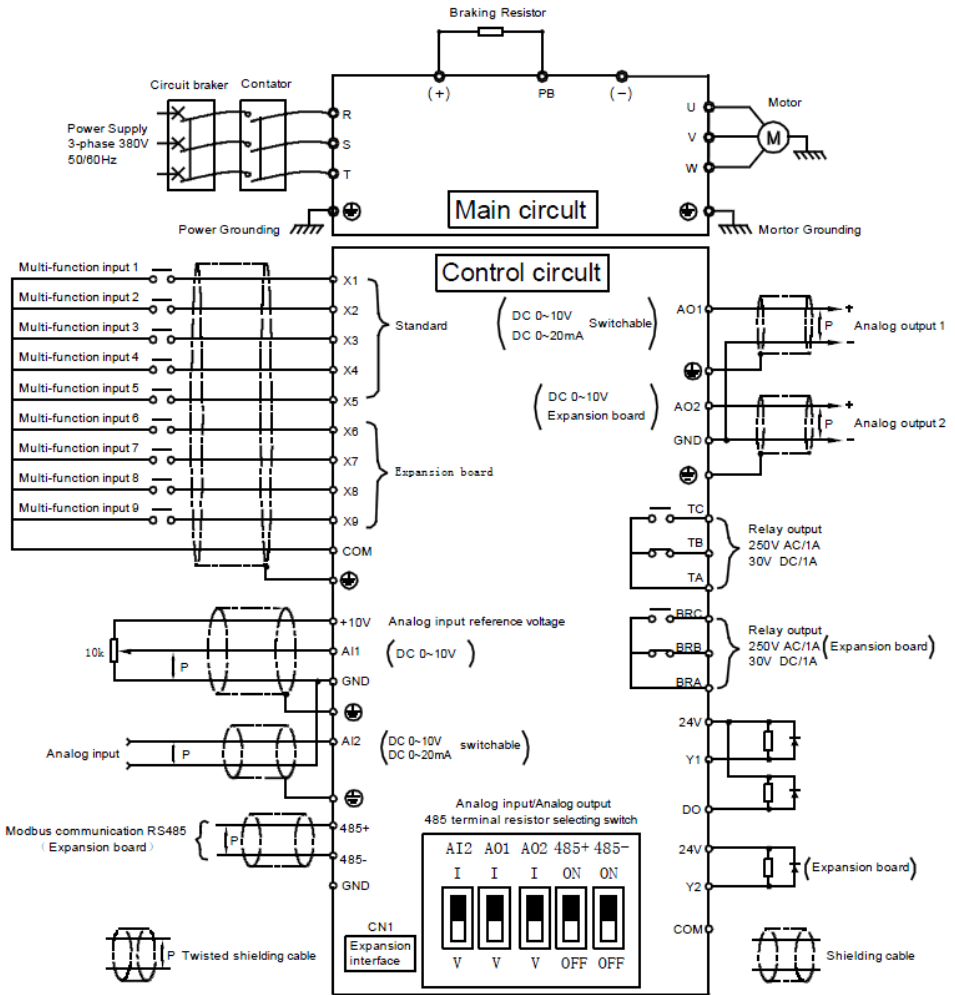 Braking Resistor
(+)
PB
(-)
Circuit braker
Contator
Power Supply
3-phase 380V
50/60Hz
R
S
T
U
V
W
Motor
M
Main circult
Power Grounding
Mortor Grounding
Control circult
Multi-function input 1
X1
Multi-function input 2
X2
Multi-function input 3
X3
Multi-function input 4
X4
Multi-function input 5
X5
Standard
Multi-function input 6
X6
Multi-function input 7
X7
Multi-function input 8
X8
Multi-function input 9
X9
Expansion board
COM
DC 0~10V
DC 0~20mA
Switchable
AO1
+
P
-
Analog output 1
DC 0~10V
Expansion board
AO2
GND
+
P
-
Analog output 2
TC
TB
TA
Relay output
250V AC/1A
30V DC/1A
BRC
BRB
BRA
Relay output
250V AC/1A (Expansion board)
30V DC/1A
+10V
Analog input reference voltage
10k
AI1
(DC 0~10V)
P
GND
Analog input
P
AI2
DC 0~10V
DC 0~20mA
switchable
24V
Y1
DO
24V
Y2
(Expansion board)
COM
Modbus communication RS485
(Expansion board)
P
485+
485-
GND
Analog input/Analog output
485 terminal resistor selecting switch
AI2 AO1 AO2 485+ 485-
I I I ON ON
V V V OFF OFF
CN1
Expansion
interface
P Twisted shielding cable
Shielding cable